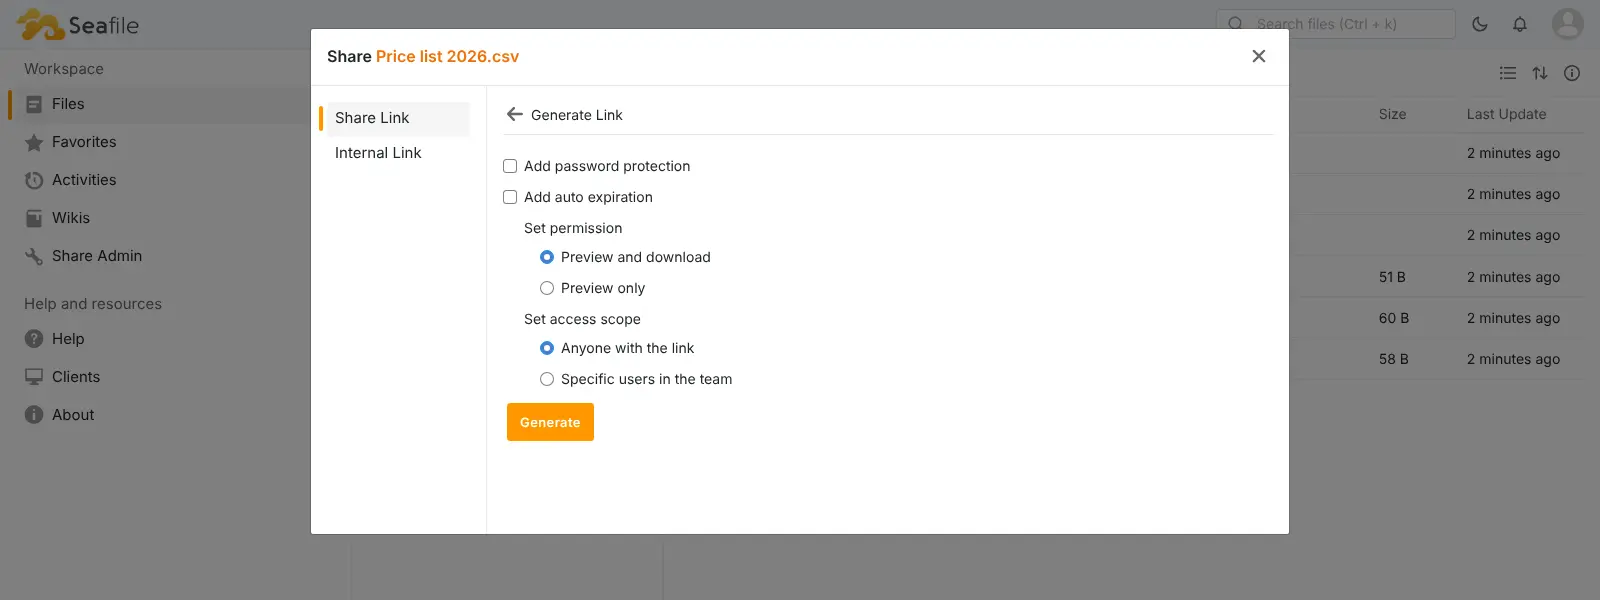 Seafile
Search files (Ctrl + k)
Share Price list 2026.csv
Workspace
Files
Favorites
Activities
Wikis
Share Admin
Help and resources
Help
Clients
About
Share Link
Internal Link
Generate Link
Add password protection
Add auto expiration
Set permission
Preview and download
Preview only
Set access scope
Anyone with the link
Specific users in the team
Generate
Size Last Update
2 minutes ago
2 minutes ago
2 minutes ago
51 B 2 minutes ago
60 B 2 minutes ago
58 B 2 minutes ago